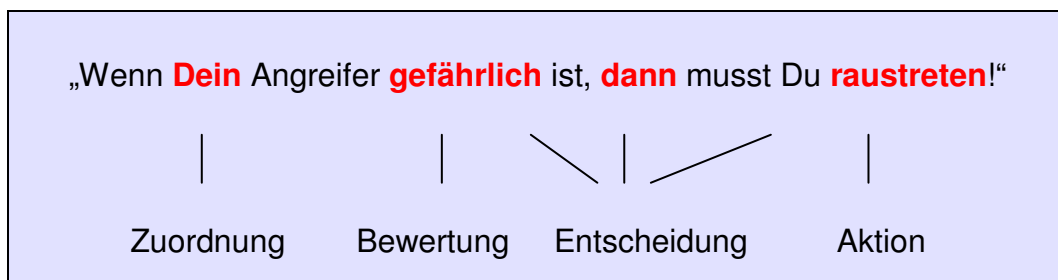 „Wenn Dein Angreifer gefährlich ist, dann musst Du raustreten!“
Zuordnung Bewertung Entscheidung Aktion